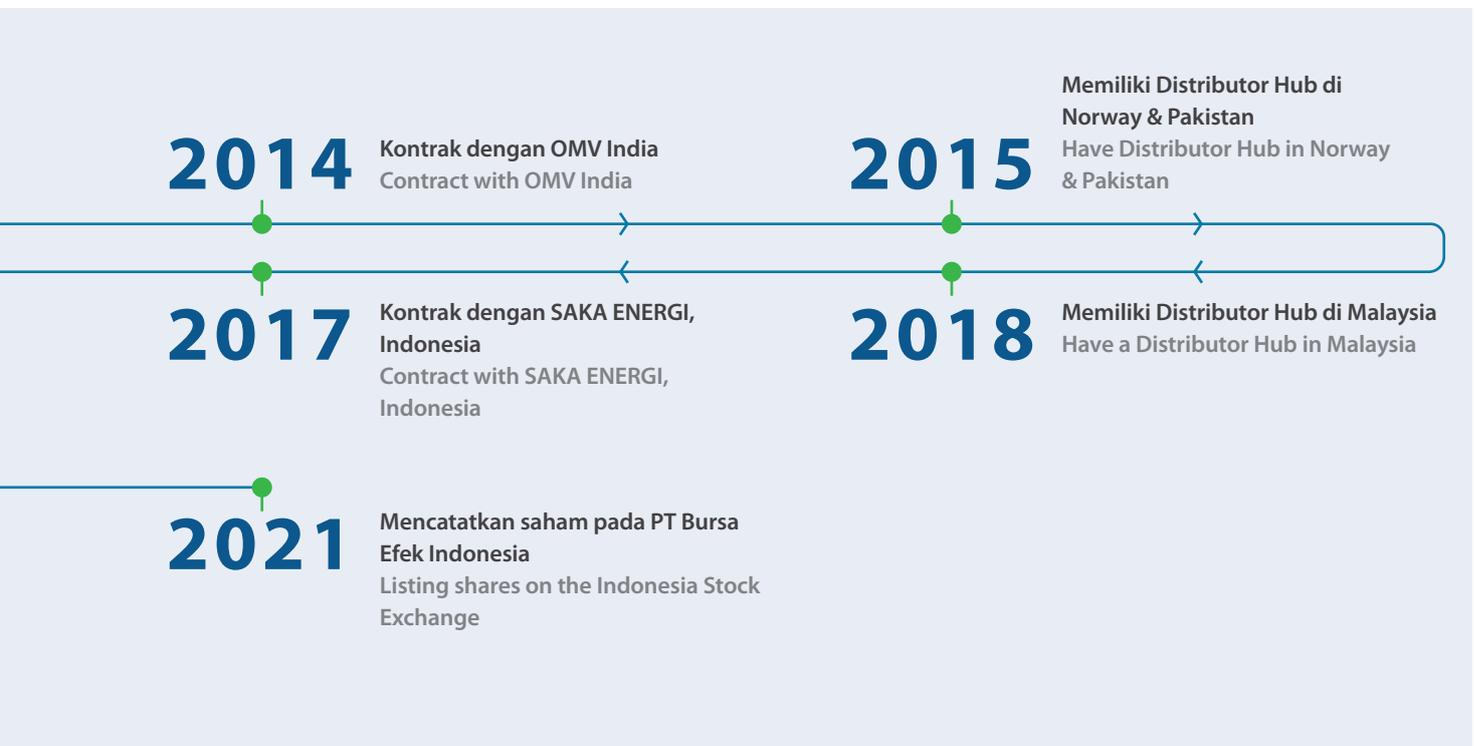 2014
Kontrak dengan OMV India
Contract with OMV India
2015
Memiliki Distributor Hub di
Norway & Pakistan
Have Distributor Hub in Norway
& Pakistan
2017
Kontrak dengan SAKA ENERGI,
Indonesia
Contract with SAKA ENERGI,
Indonesia
2018
Memiliki Distributor Hub di Malaysia
Have a Distributor Hub in Malaysia
2021
Mencatatkan saham pada PT Bursa
Efek Indonesia
Listing shares on the Indonesia Stock
Exchange